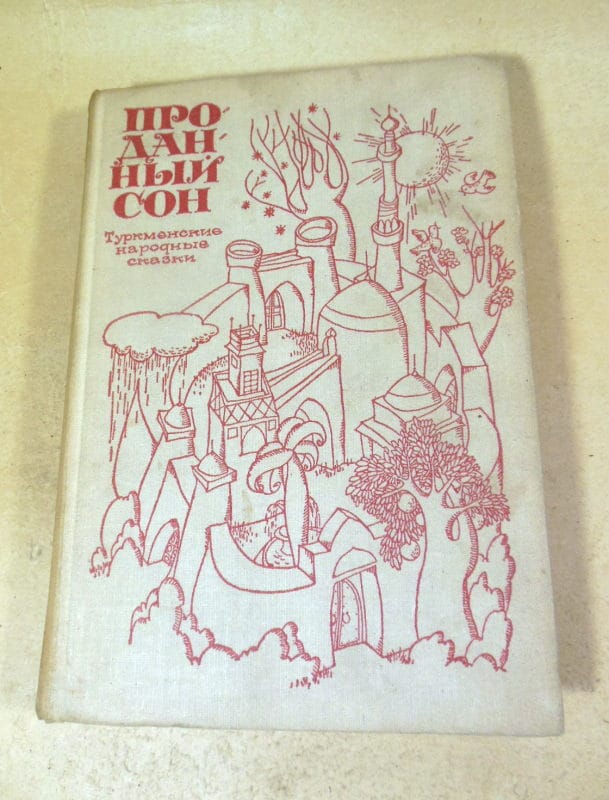 ПРО-
ДАН-
НЫЙ
СОН
Туркменские
народные
сказки